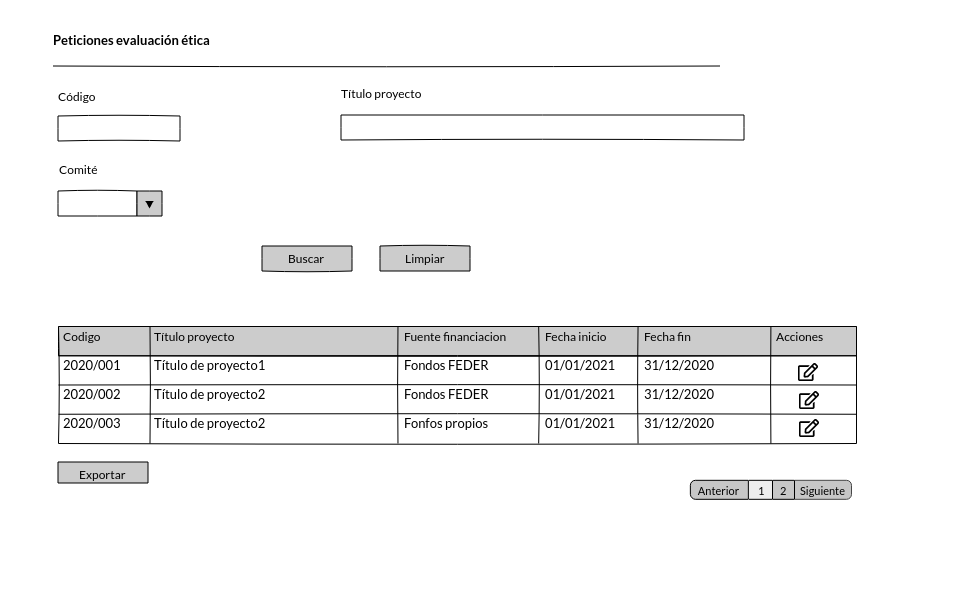 Peticiones evaluación ética
Código
Título proyecto
Comité
Buscar
Limpiar
Codigo Título proyecto Fuente financiacion Fecha inicio Fecha fin Acciones
2020/001 Título de proyecto1 Fondos FEDER 01/01/2021 31/12/2020
2020/002 Título de proyecto2 Fondos FEDER 01/01/2021 31/12/2020
2020/003 Título de proyecto2 Fonfos propios 01/01/2021 31/12/2020
Exportar
Anterior 1 2 Siguiente